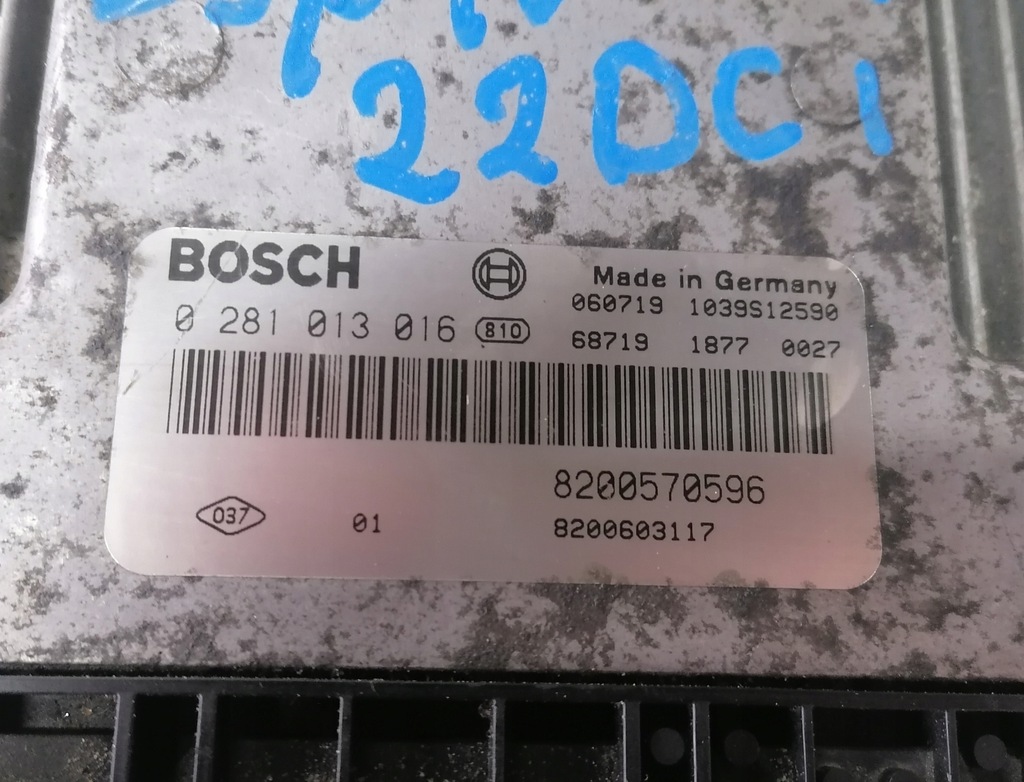 22DCI
BOSCH
Made in Germany
0 281 013 016 810
060719 1039S12590
68719 1877 0027
8200570596
037 01
8200603117